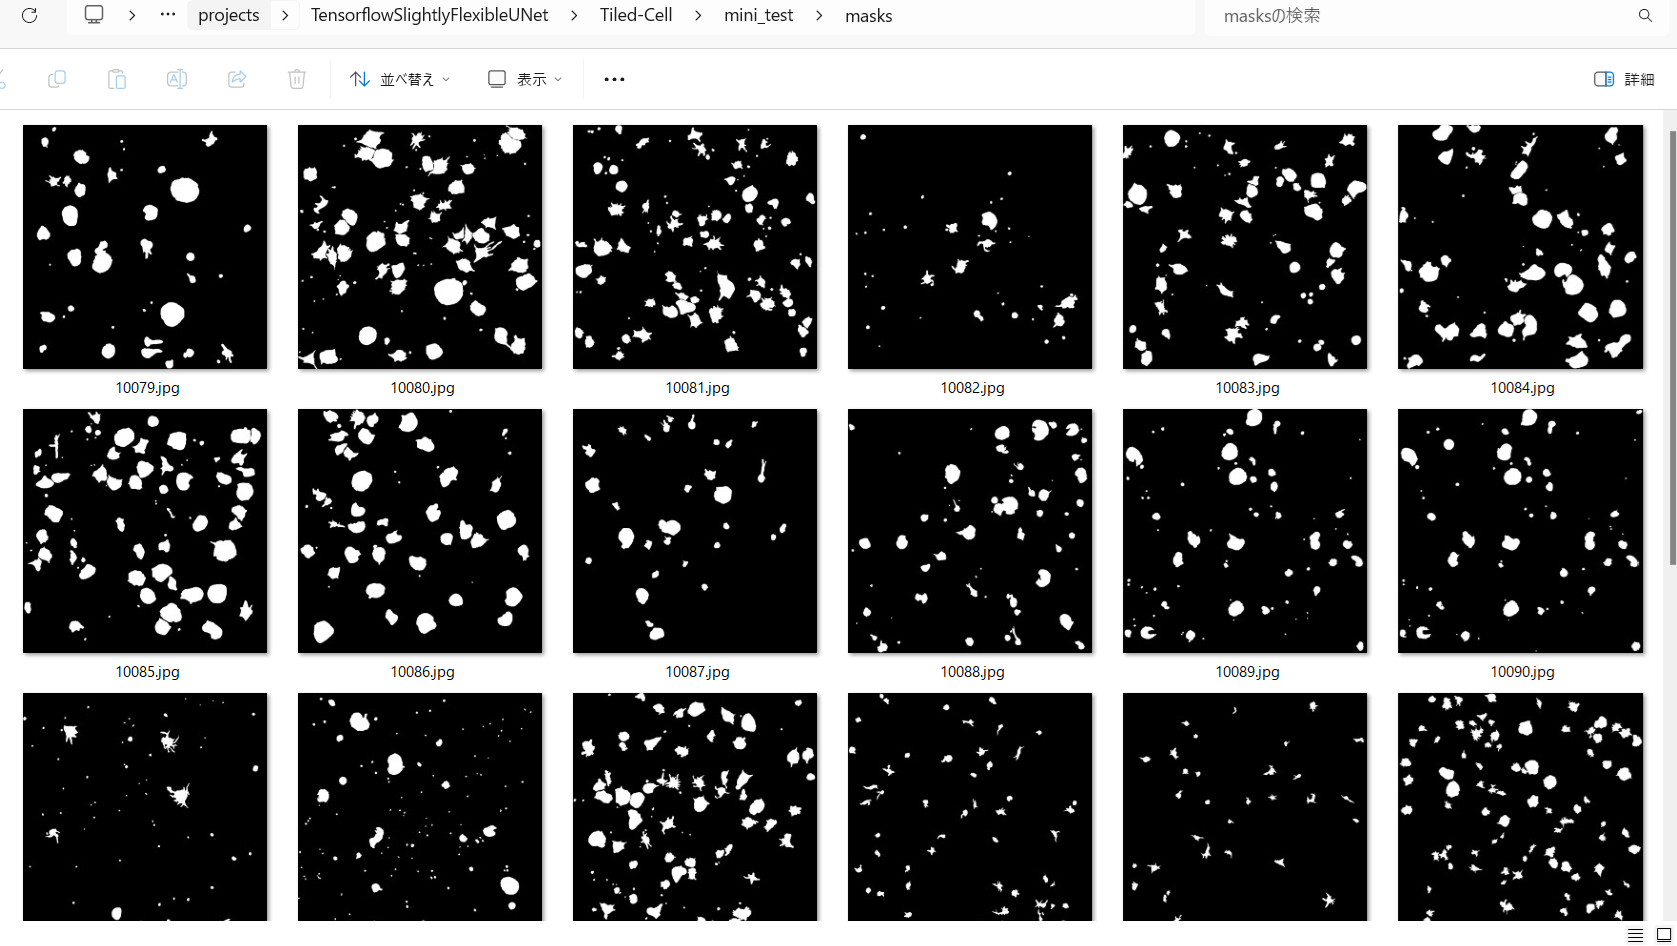 projects > TensorflowSlightlyFlexibleUNet > Tiled-Cell > mini_test > masks
masksの検索
並べ替え 表示 詳細
10079.jpg 10080.jpg 10081.jpg 10082.jpg 10083.jpg 10084.jpg
10085.jpg 10086.jpg 10087.jpg 10088.jpg 10089.jpg 10090.jpg